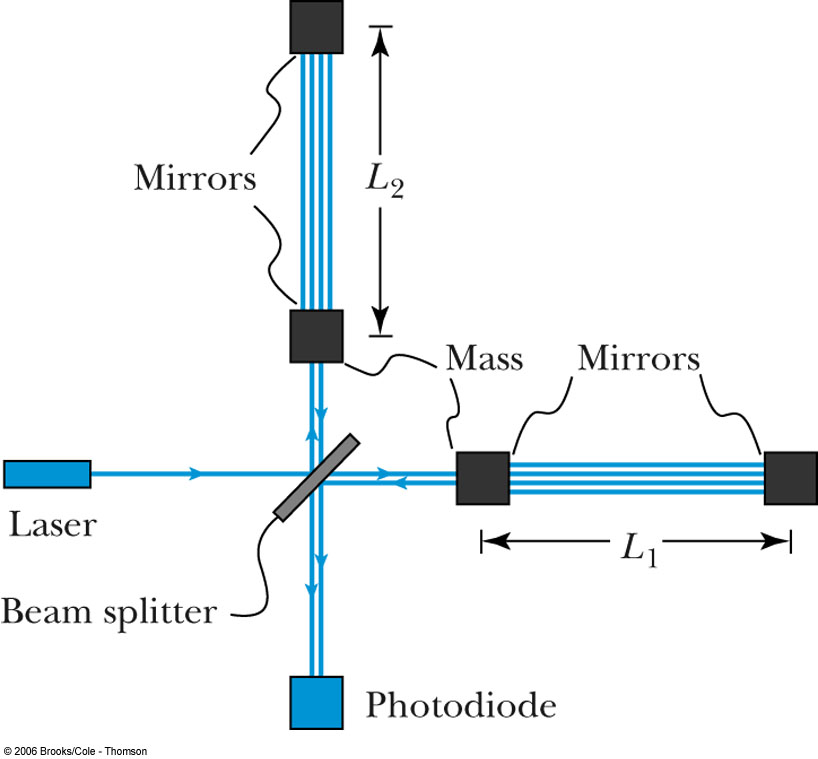 Mirrors
L2
Mass
Mirrors
Laser
L1
Beam splitter
Photodiode
© 2006 Brooks/Cole - Thomson